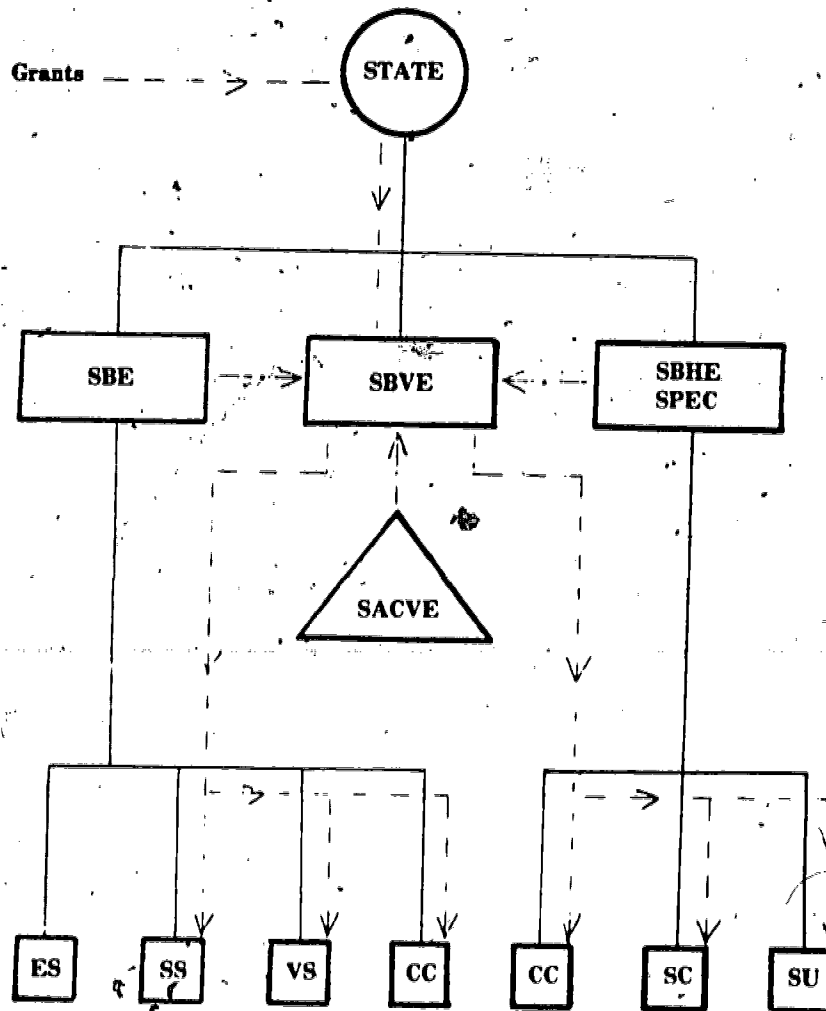 Grants
STATE
SBE
SBVE
SBHE
SPEC
SACVE
ES
SS
VS
CC
CC
SC
SU